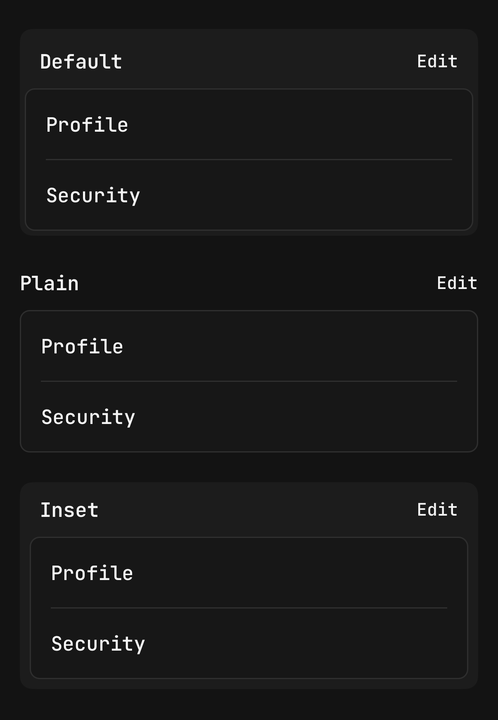 Default Edit
Profile
Security
Plain Edit
Profile
Security
Inset Edit
Profile
Security